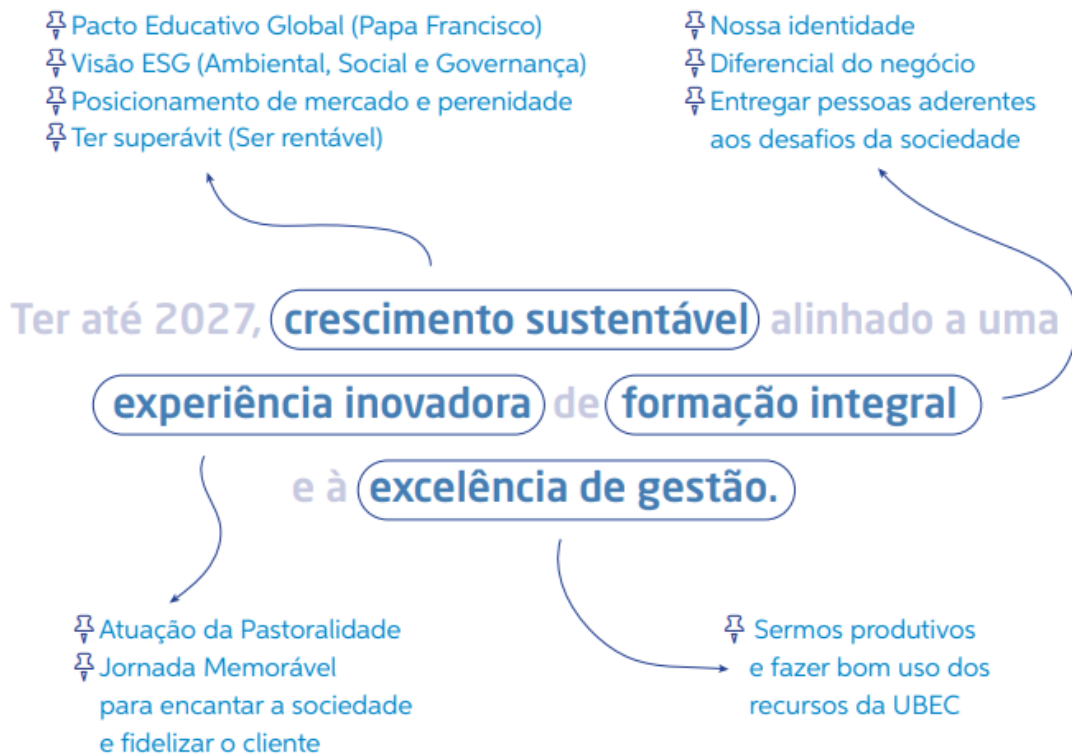 Pacto Educativo Global (Papa Francisco)
Visão ESG (Ambiental, Social e Governança)
Posicionamento de mercado e perenidade
Ter superávit (Ser rentável)
Nossa identidade
Diferencial do negócio
Entregar pessoas aderentes
aos desafios da sociedade
Ter até 2027, crescimento sustentável alinhado a uma
experiência inovadora de formação integral
e à excelência de gestão.
Atuação da Pastoralidade
Jornada Memorável
para encantar a sociedade
e fidelizar o cliente
Sermos produtivos
e fazer bom uso dos
recursos da UBEC